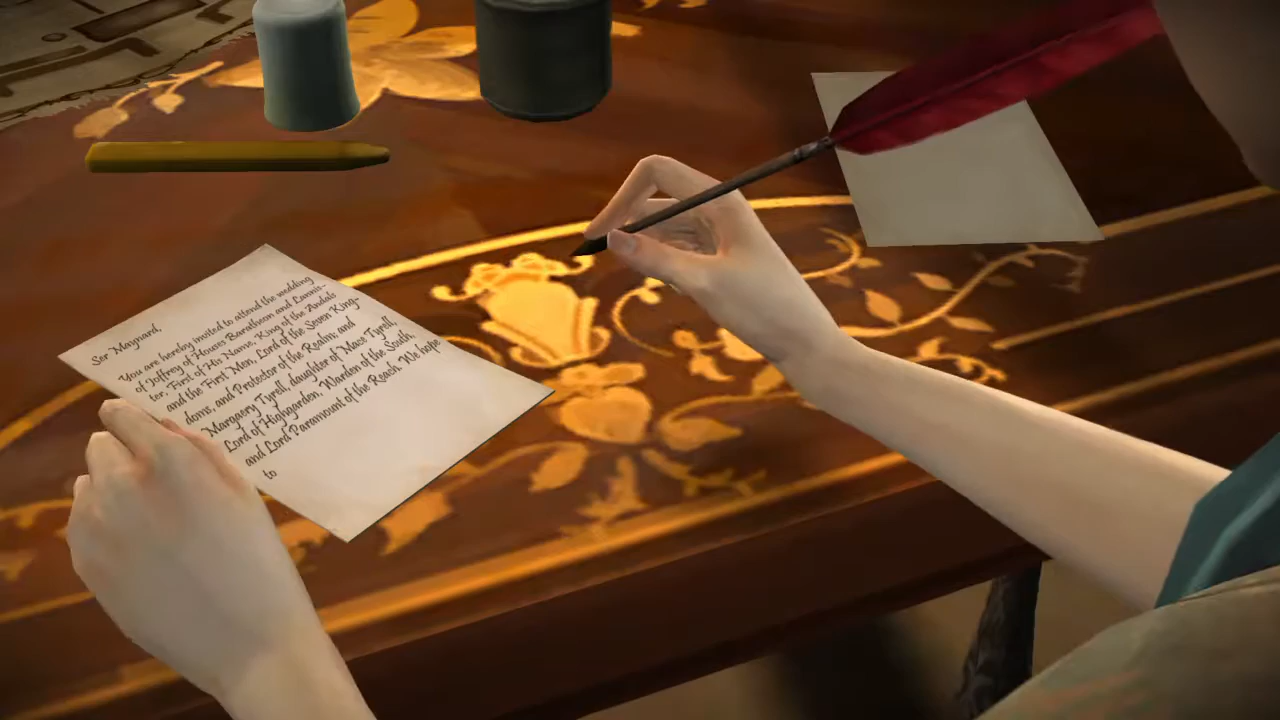 Ser Maynard,
You are hereby invited to attend the wedding
of Joffrey of Houses Baratheon and Lannis-
ter, First of His Name, King of the Andals
and the First Men, Lord of the Seven King-
doms, and Protector of the Realm; and
Margaery Tyrell, daughter of Mace Tyrell,
Lord of Highgarden, Warden of the South,
and Lord Paramount of the Reach. We hope
to